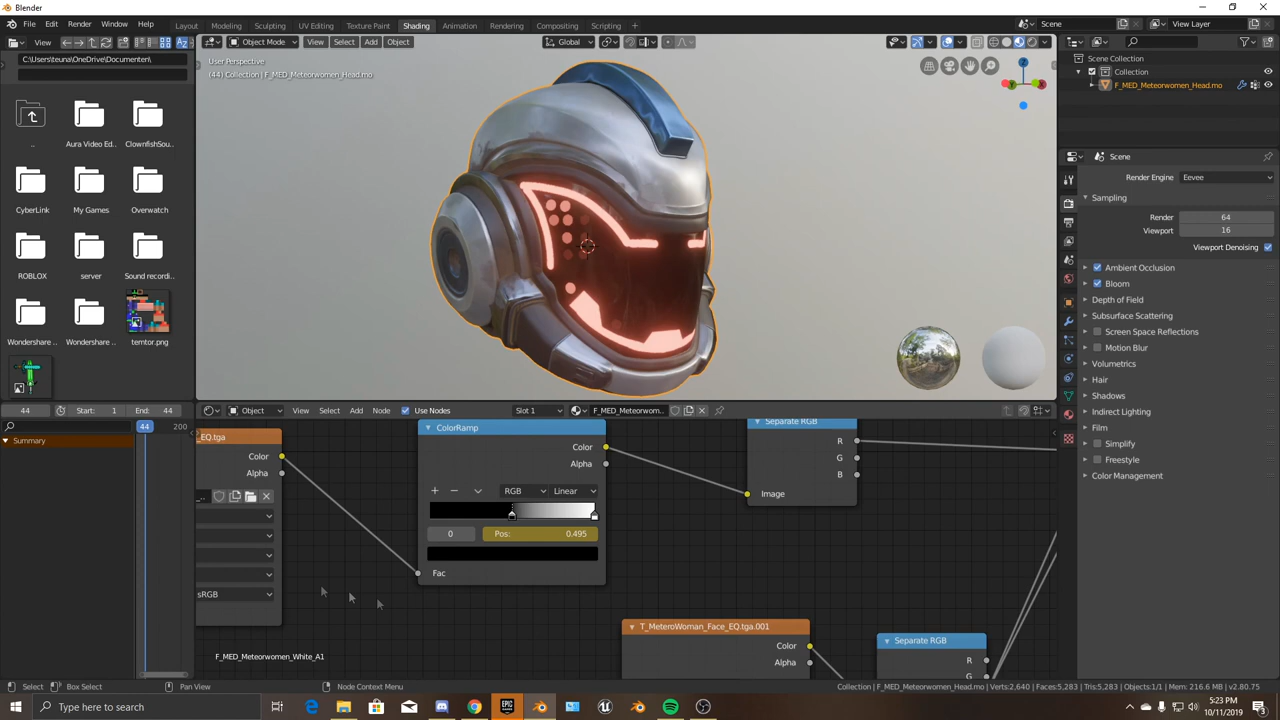 Blender
File Edit Render Window Help Layout Modeling Sculpting UV Editing Texture Paint Shading Animation Rendering Compositing Scripting Scene View Layer
View Object Mode View Select Add Object Global
C:\Users\teuna\OneDrive\Documenten\
User Perspective
(44) Collection | F_MED_Meteorwomen_Head.mo
Scene Collection
Collection
F_MED_Meteorwomen_Head.mo
.. Aura Video Ed.. ClownfishSou..
CyberLink My Games Overwatch
ROBLOX server Sound recordi..
Wondershare .. Wondershare .. temtor.png
Scene
Render Engine Eevee
Sampling
Render 64
Viewport 16
Viewport Denoising
Ambient Occlusion
Bloom
Depth of Field
Subsurface Scattering
Screen Space Reflections
Motion Blur
Volumetrics
Hair
Shadows
Indirect Lighting
Film
Simplify
Freestyle
Color Management
44 Start: 1 End: 44
44 200
Summary
Object View Select Add Node Use Nodes Slot 1 F_MED_Meteorwom..
_EQ.tga
Color
Alpha
sRGB
ColorRamp
Color
Alpha
RGB Linear
0 Pos: 0.495
Fac
Separate RGB
R
G
B
Image
T_MeteroWoman_Face_EQ.tga.001
Color
Alpha
Separate RGB
R
G
F_MED_Meteorwomen_White_A1
Select Box Select Pan View Node Context Menu Collection | F_MED_Meteorwomen_Head.mo | Verts:2,640 | Faces:5,283 | Tris:5,283 | Objects:1/1 | Mem: 216.6 MB | v2.80.75
Type here to search
5:23 PM
10/11/2019